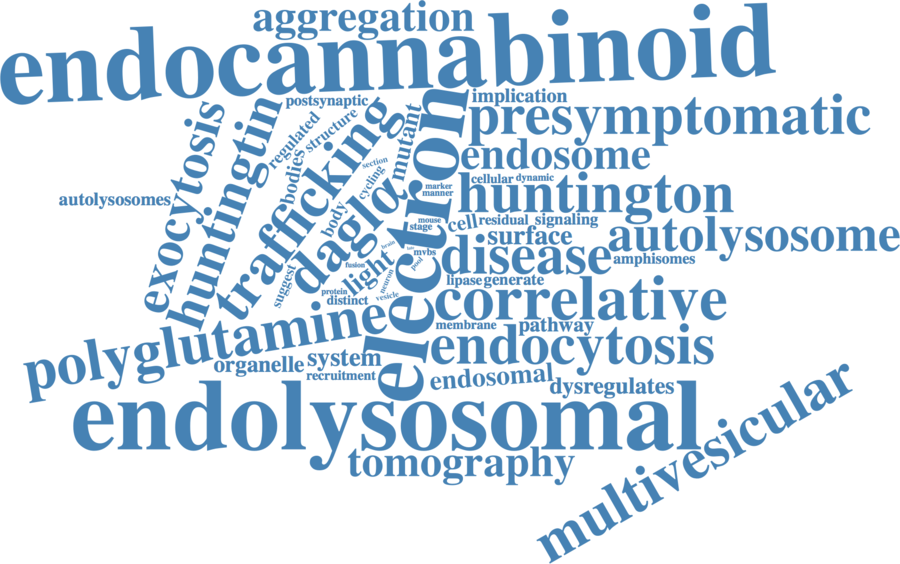 aggregation
endocannabinoid
postsynaptic
implication
presymptomatic
exocytosis
huntingtin
regulated
structure
bodies
trafficking
mutant
electron
endosome
section
cycling
cellular
dynamic
autolysosomes
marker
manner
huntington
body
daglα
mouse
stage
cell
residual
signaling
surface
autolysosome
brain
mvbs
disease
amphisomes
suggest
fusion
light
pool
neuron
lipase
generate
protein
distinct
vesicle
correlative
polyglutamine
membrane
pathway
endocytosis
organelle
system
recruitment
endosomal
dysregulates
endolysosomal
tomography
multivesicular